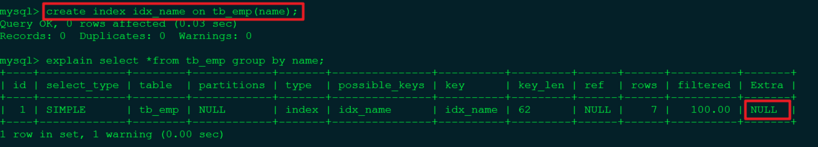 mysql> create index idx_name on tb_emp(name);
Query OK, 0 rows affected (0.03 sec)
Records: 0  Duplicates: 0  Warnings: 0
mysql> explain select *from tb_emp group by name;
+----+-------------+--------+------------+-------+---------------+----------+---------+------+------+----------+-------+
| id | select_type | table  | partitions | type  | possible_keys | key      | key_len | ref  | rows | filtered | Extra |
+----+-------------+--------+------------+-------+---------------+----------+---------+------+------+----------+-------+
|  1 | SIMPLE      | tb_emp | NULL       | index | idx_name      | idx_name | 62      | NULL |    7 |   100.00 | NULL  |
+----+-------------+--------+------------+-------+---------------+----------+---------+------+------+----------+-------+
1 row in set, 1 warning (0.00 sec)